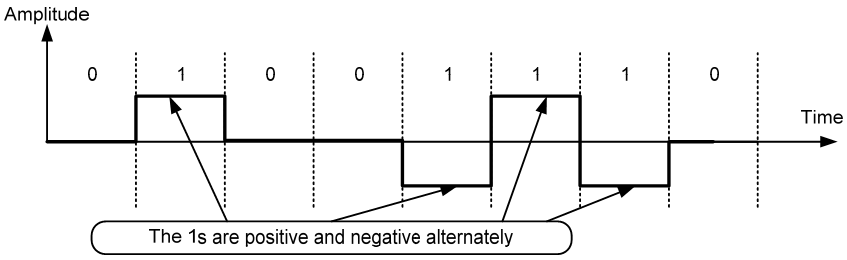 Amplitude
0 1 0 0 1 1 1 0
Time
The 1s are positive and negative alternately